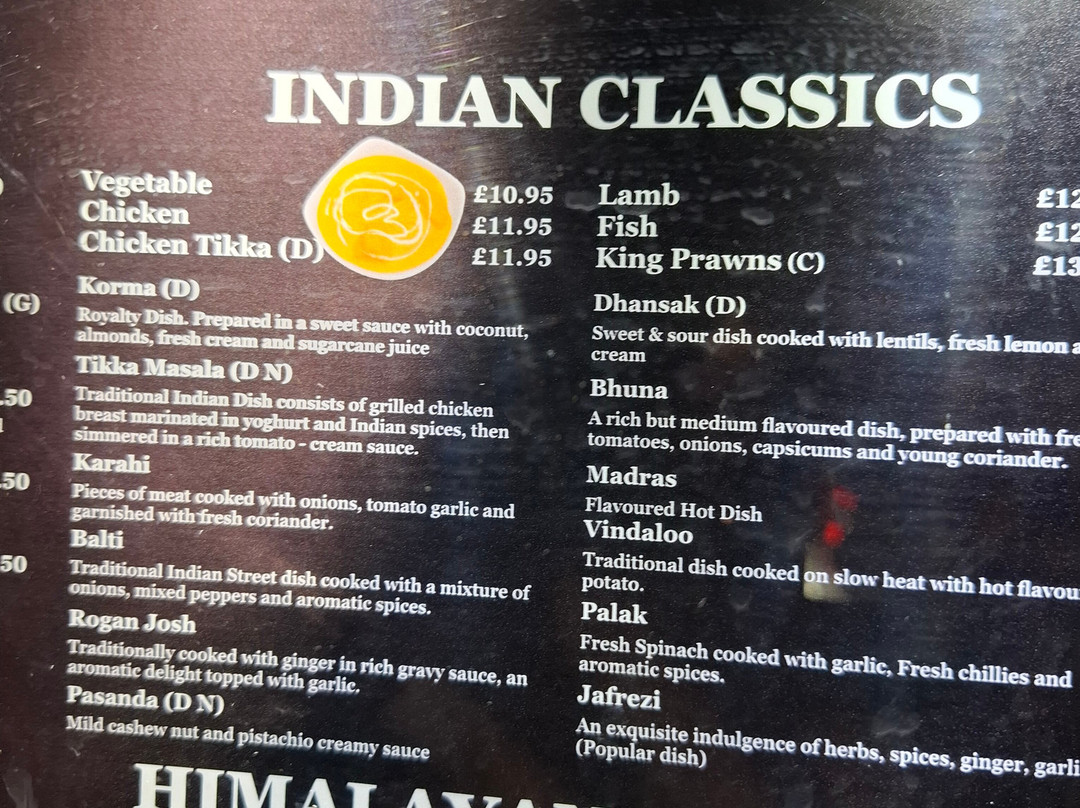 INDIAN CLASSICS
Vegetable £10.95
Chicken £11.95
Chicken Tikka (D) £11.95
Korma (D)
Royalty Dish. Prepared in a sweet sauce with coconut,
almonds, fresh cream and sugarcane juice
Tikka Masala (D N)
Traditional Indian Dish consists of grilled chicken
breast marinated in yoghurt and Indian spices, then
simmered in a rich tomato - cream sauce.
Karahi
Pieces of meat cooked with onions, tomato garlic and
garnished with fresh coriander.
Balti
Traditional Indian Street dish cooked with a mixture of
onions, mixed peppers and aromatic spices.
Rogan Josh
Traditionally cooked with ginger in rich gravy sauce, an
aromatic delight topped with garlic.
Pasanda (D N)
Mild cashew nut and pistachio creamy sauce
Lamb £12
Fish £12
King Prawns (C) £13
Dhansak (D)
Sweet & sour dish cooked with lentils, fresh lemon
cream
Bhuna
A rich but medium flavoured dish, prepared with
tomatoes, onions, capsicums and young coriander.
Madras
Flavoured Hot Dish
Vindaloo
Traditional dish cooked on slow heat with hot
potato.
Palak
Fresh Spinach cooked with garlic, Fresh chillies and
aromatic spices.
Jafrezi
An exquisite indulgence of herbs, spices, ginger,
(Popular dish)
(G)
.50
.50
50
HIMALAYAN